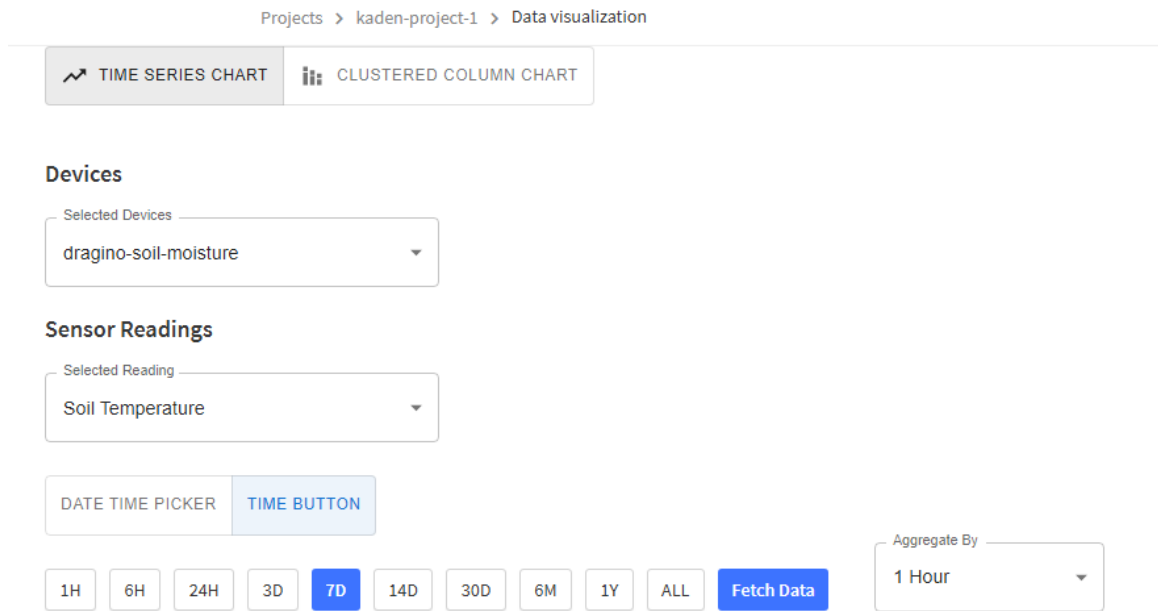 Projects > kaden-project-1 > Data visualization
TIME SERIES CHART CLUSTERED COLUMN CHART
Devices
Selected Devices
dragino-soil-moisture
Sensor Readings
Selected Reading
Soil Temperature
DATE TIME PICKER TIME BUTTON
Aggregate By
1 Hour
1H 6H 24H 3D 7D 14D 30D 6M 1Y ALL Fetch Data